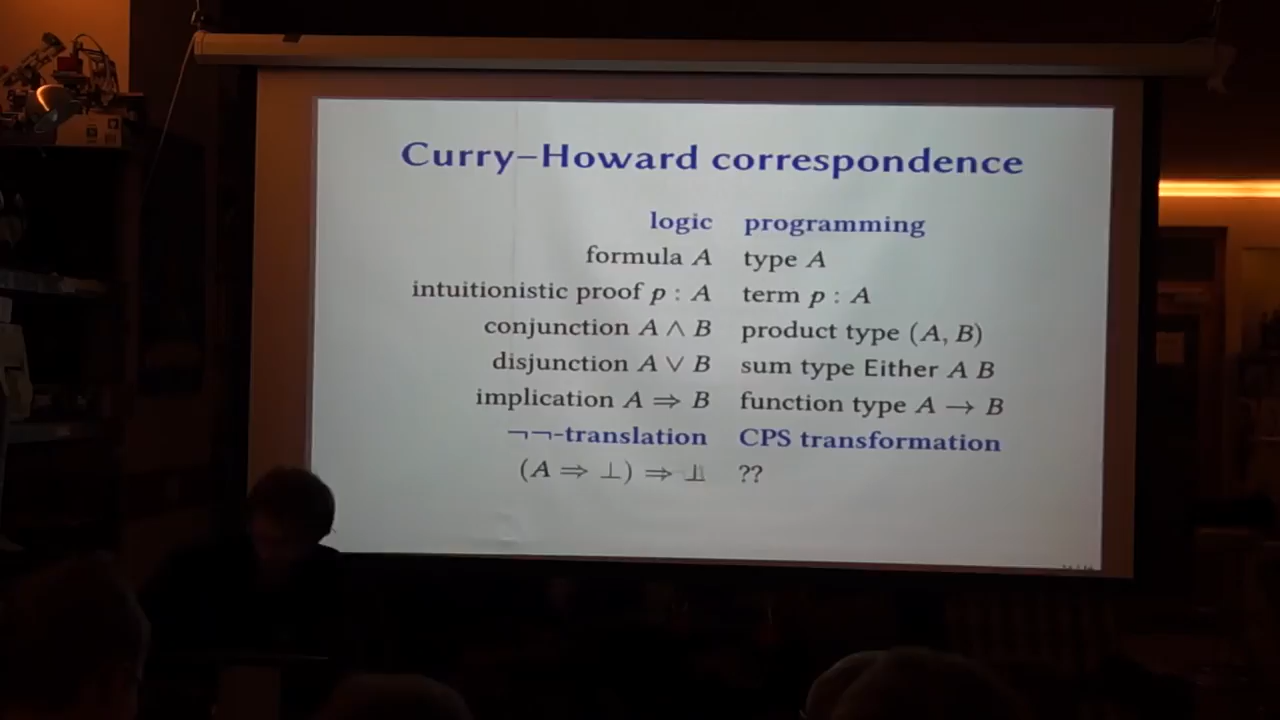 Curry–Howard correspondence
logic programming
formula A type A
intuitionistic proof p : A term p : A
conjunction A ∧ B product type (A, B)
disjunction A ∨ B sum type Either A B
implication A ⇒ B function type A → B
¬¬-translation CPS transformation
(A ⇒ ⊥) ⇒ ⊥ ??